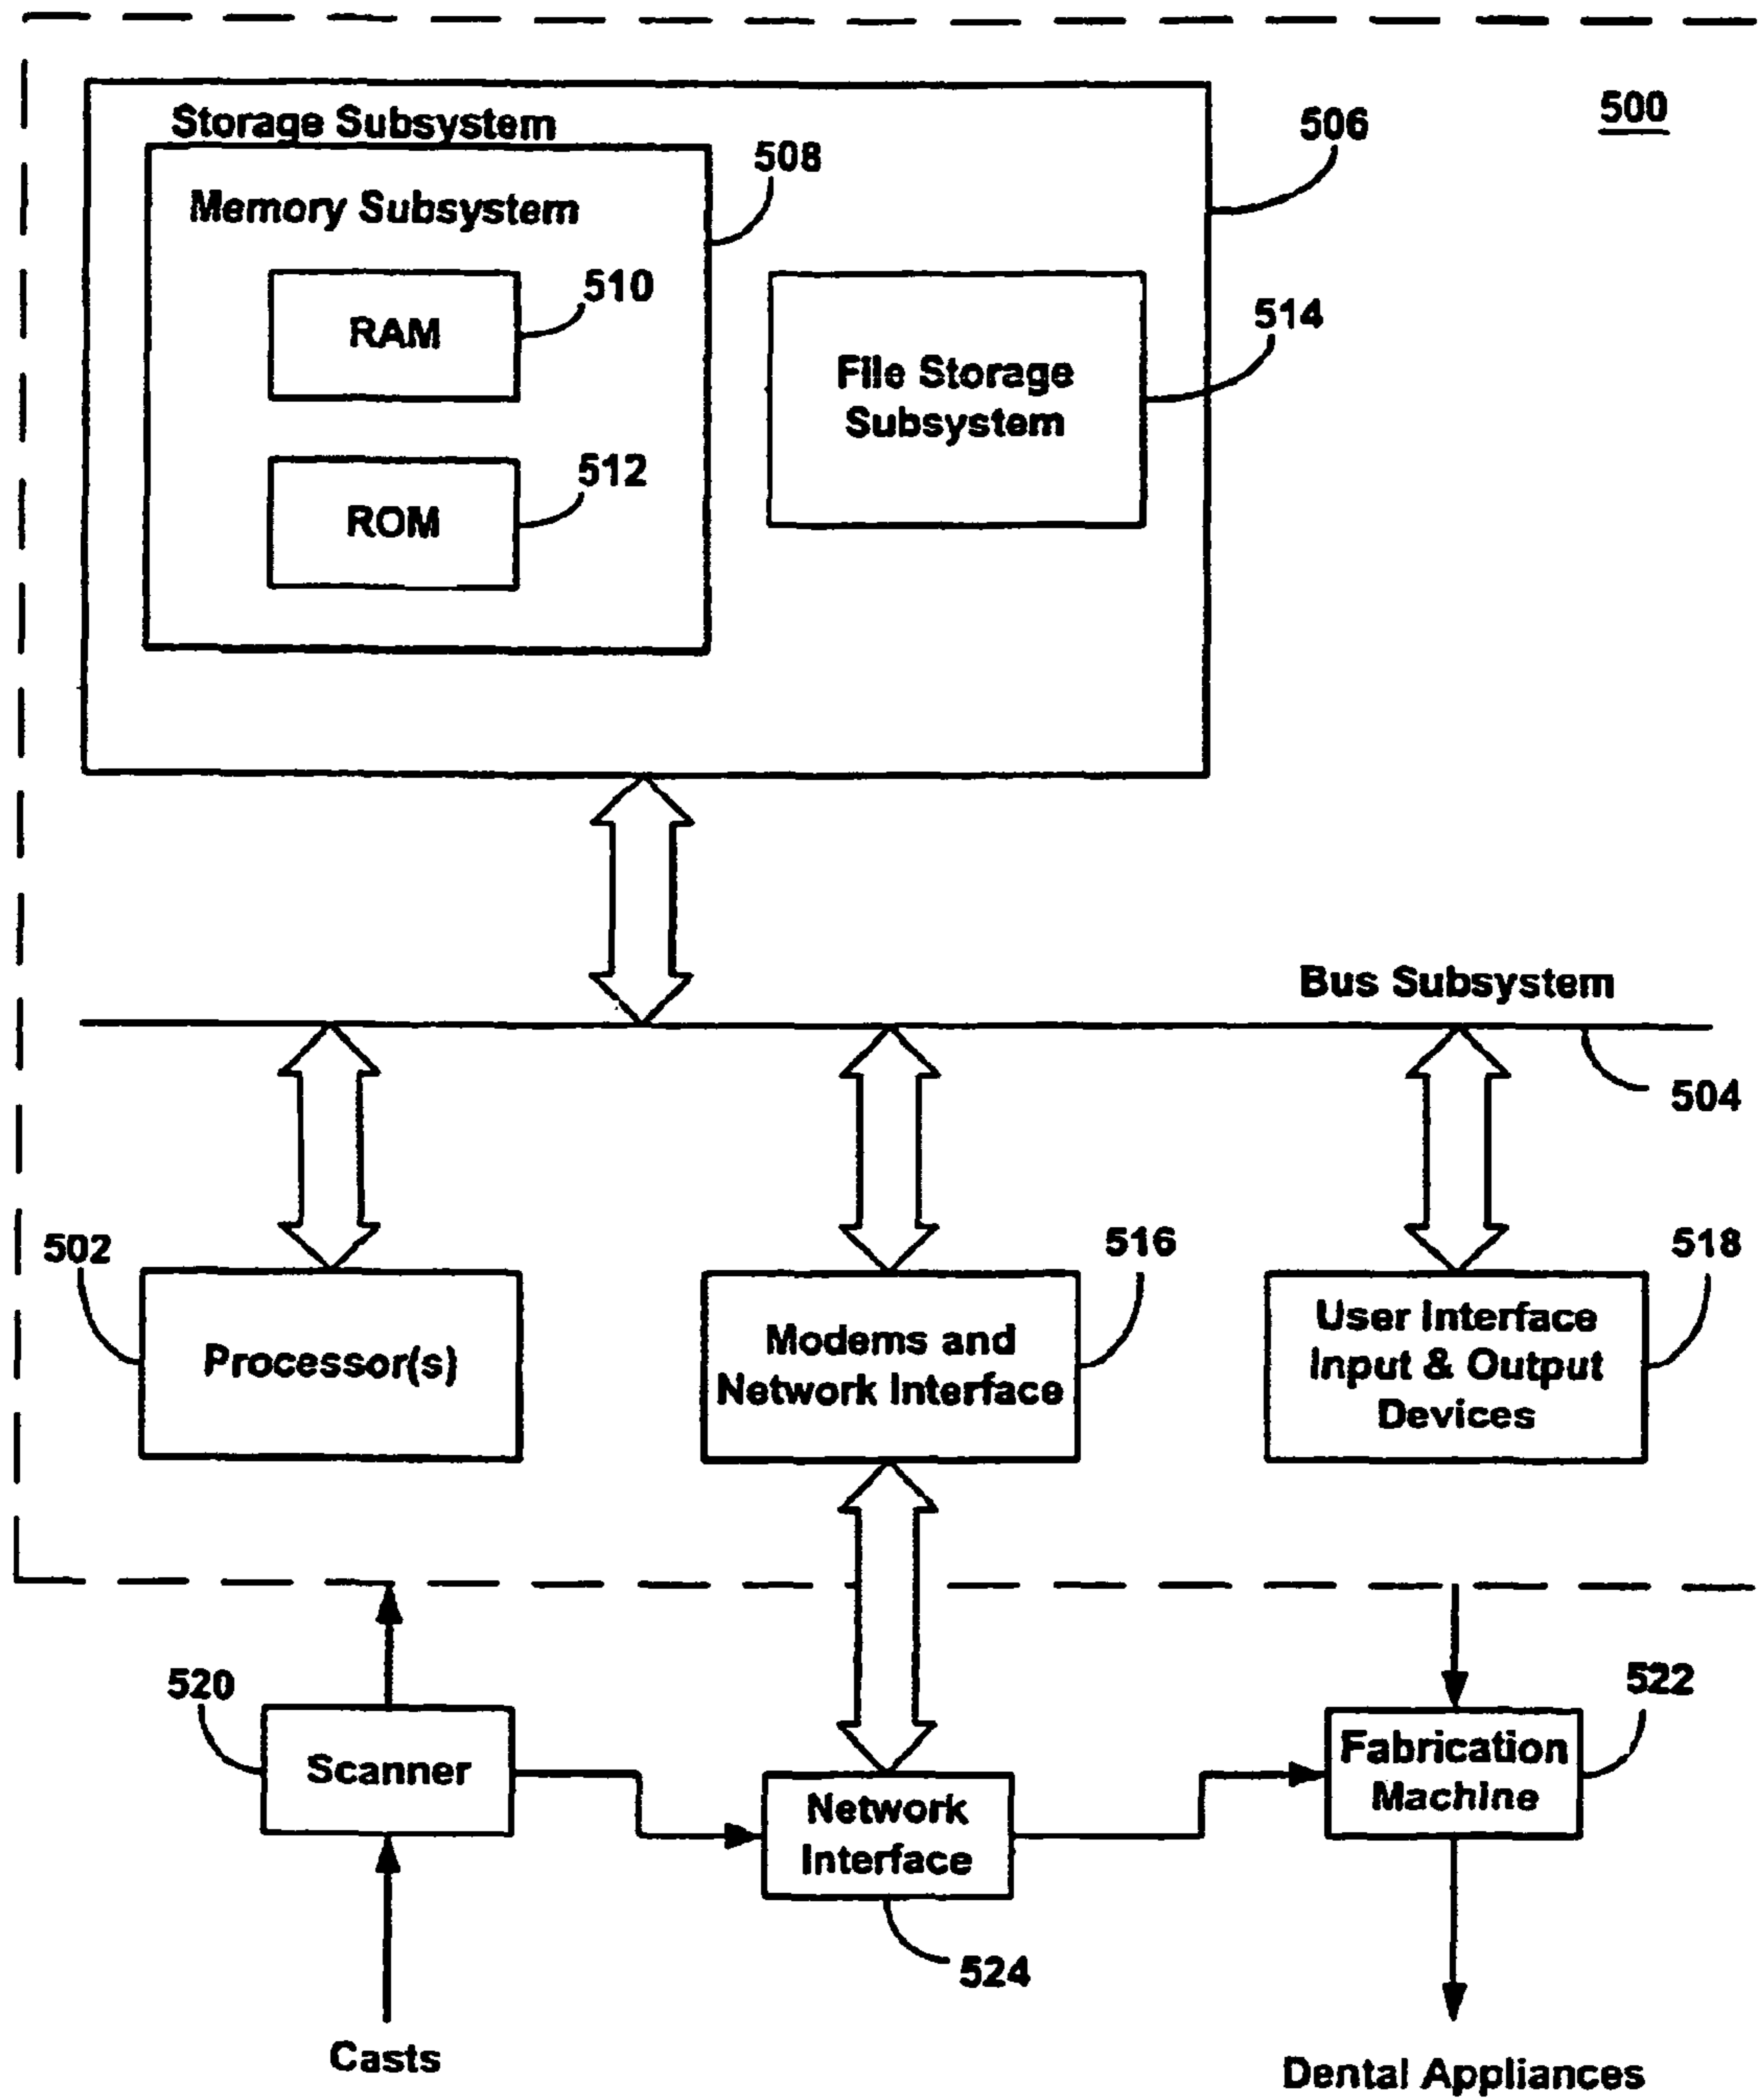 500
Storage Subsystem
506
508
Memory Subsystem
RAM
510
File Storage
Subsystem
514
ROM
512
Bus Subsystem
504
502
Processor(s)
516
Modems and
Network Interface
518
User Interface
Input & Output
Devices
520
Scanner
Network
Interface
524
522
Fabrication
Machine
Casts
Dental Appliances